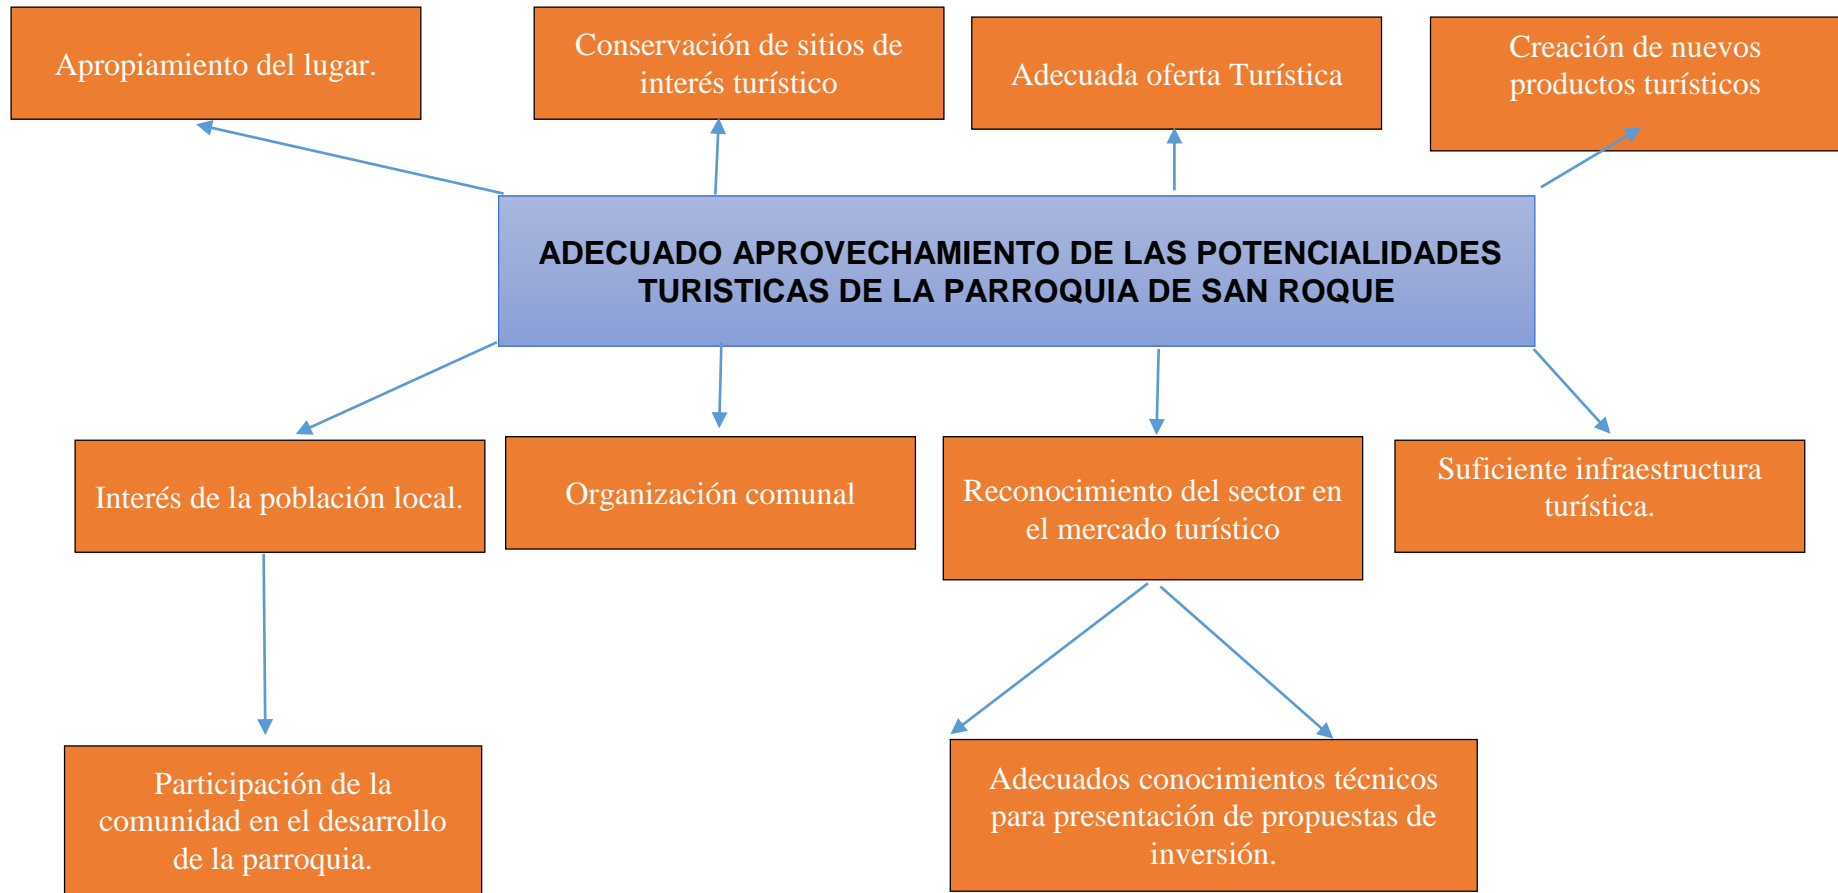 Apropiamiento del lugar.
Conservación de sitios de
interés turístico
Adecuada oferta Turística
Creación de nuevos
productos turísticos
ADECUADO APROVECHAMIENTO DE LAS POTENCIALIDADES
TURISTICAS DE LA PARROQUIA DE SAN ROQUE
Interés de la población local.
Organización comunal
Reconocimiento del sector en
el mercado turístico
Suficiente infraestructura
turística.
Participación de la
comunidad en el desarrollo
de la parroquia.
Adecuados conocimientos técnicos
para presentación de propuestas de
inversión.